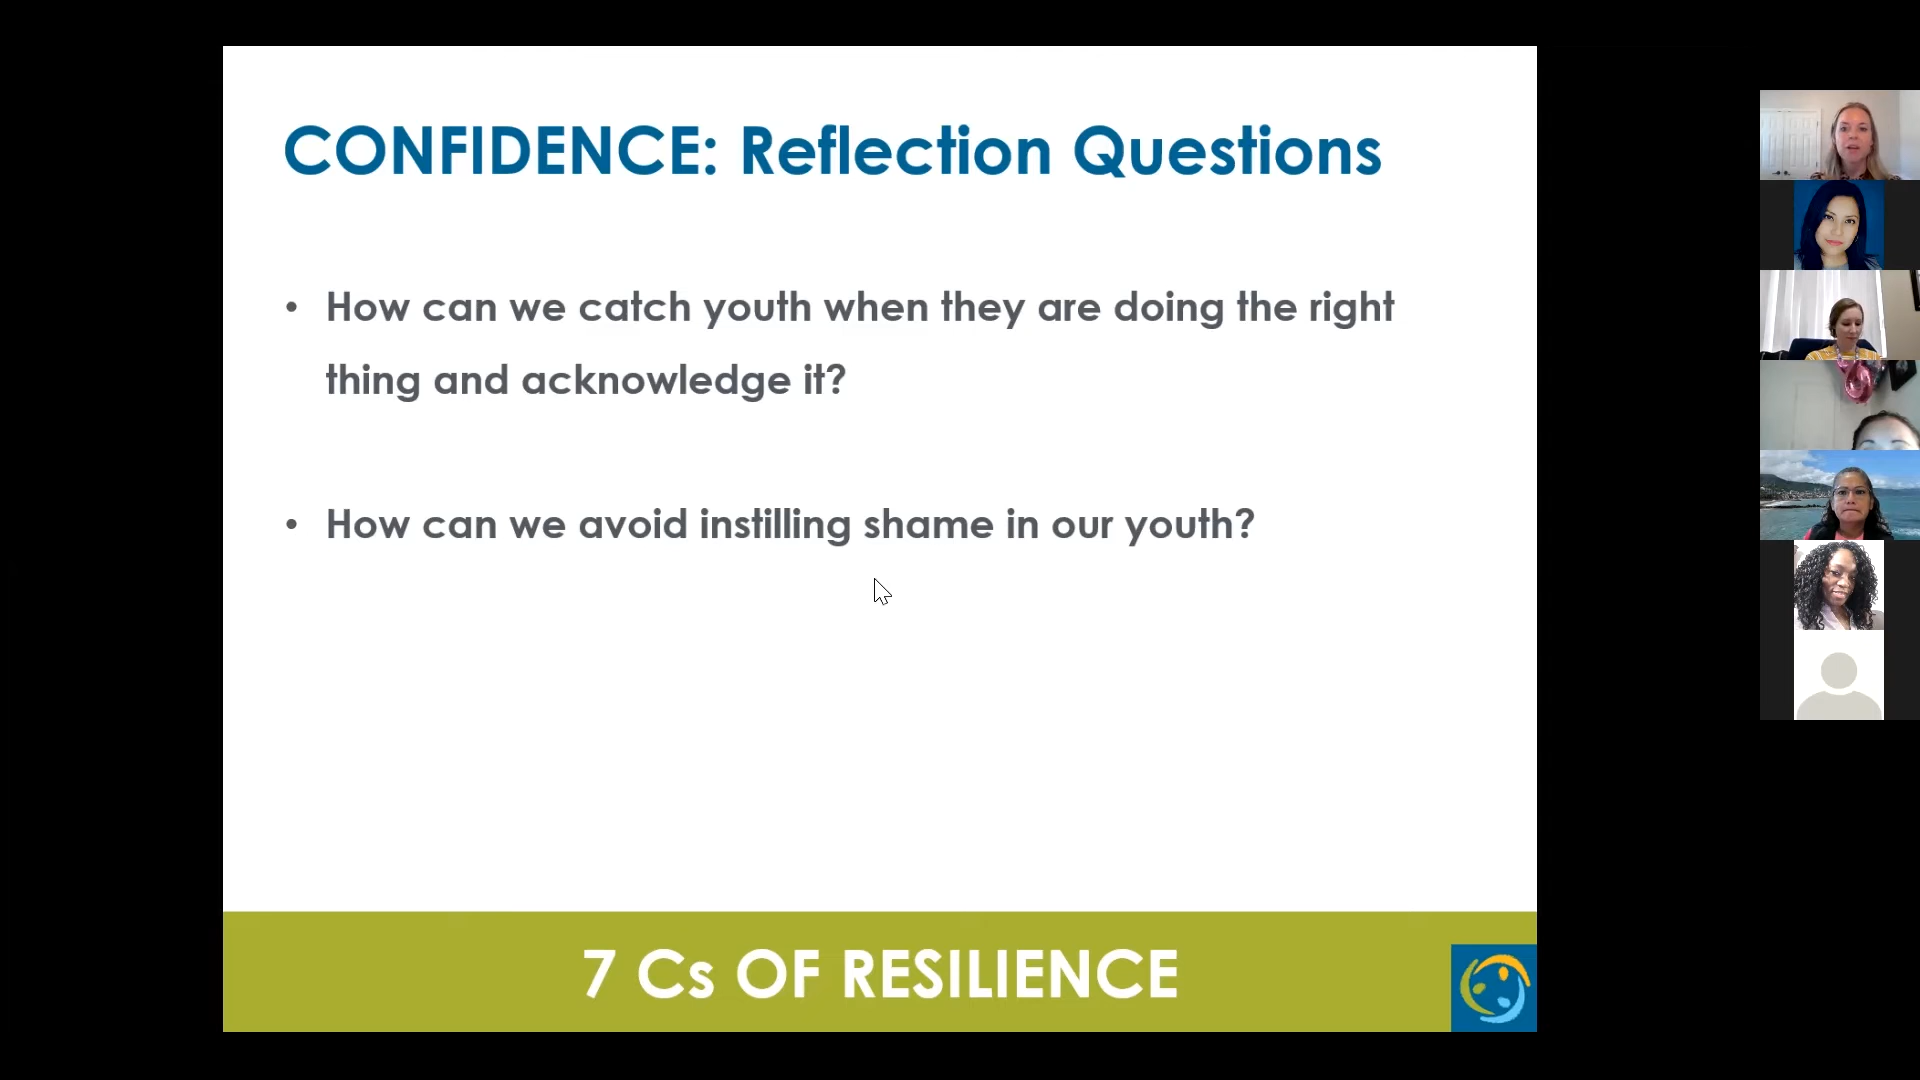 CONFIDENCE: Reflection Questions
• How can we catch youth when they are doing the right
thing and acknowledge it?
• How can we avoid instilling shame in our youth?
7 Cs OF RESILIENCE